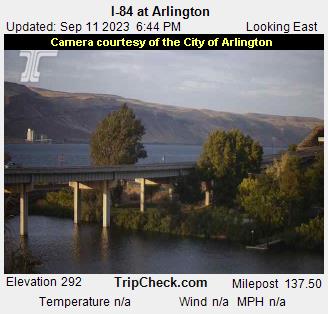 I-84 at Arlington
Updated: Sep 11 2023 6:44 PM Looking East
Camera courtesy of the City of Arlington
Elevation 292 TripCheck.com Milepost 137.50
Temperature n/a Wind n/a MPH n/a